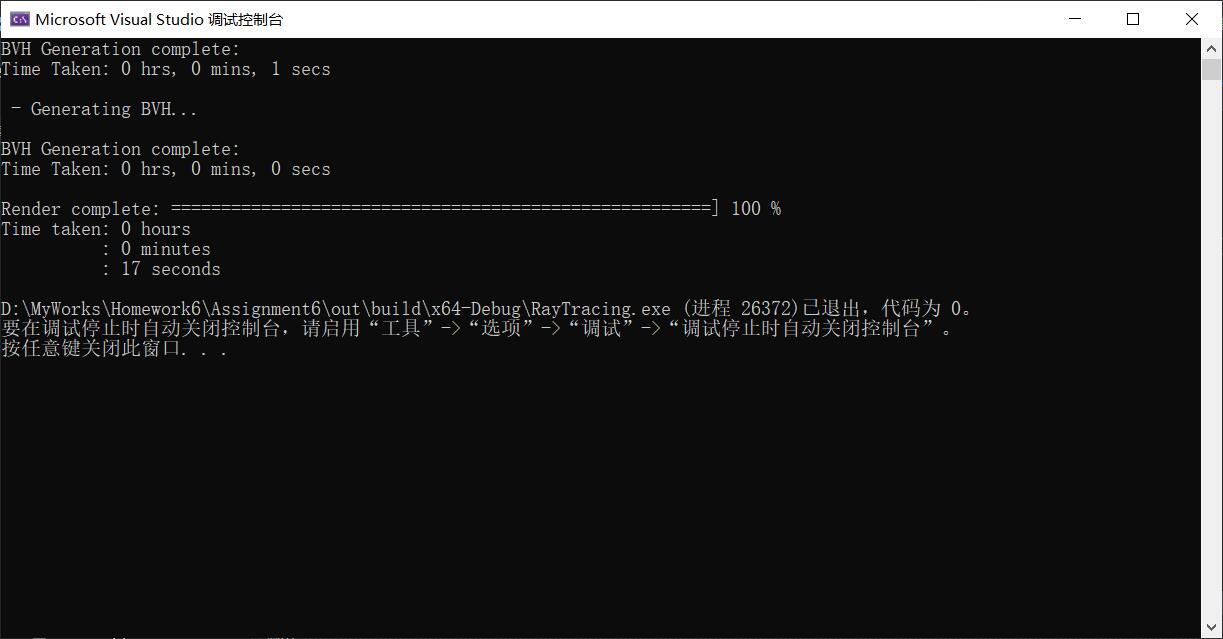 Microsoft Visual Studio 调试控制台
BVH Generation complete:
Time Taken: 0 hrs, 0 mins, 1 secs
- Generating BVH...
BVH Generation complete:
Time Taken: 0 hrs, 0 mins, 0 secs
Render complete: ======================================================] 100 %
Time taken: 0 hours
: 0 minutes
: 17 seconds
D:\MyWorks\Homework6\Assignment6\out\build\x64-Debug\RayTracing.exe (进程 26372)已退出，代码为 0。
要在调试停止时自动关闭控制台，请启用“工具”->“选项”->“调试”->“调试停止时自动关闭控制台”。
按任意键关闭此窗口. . .